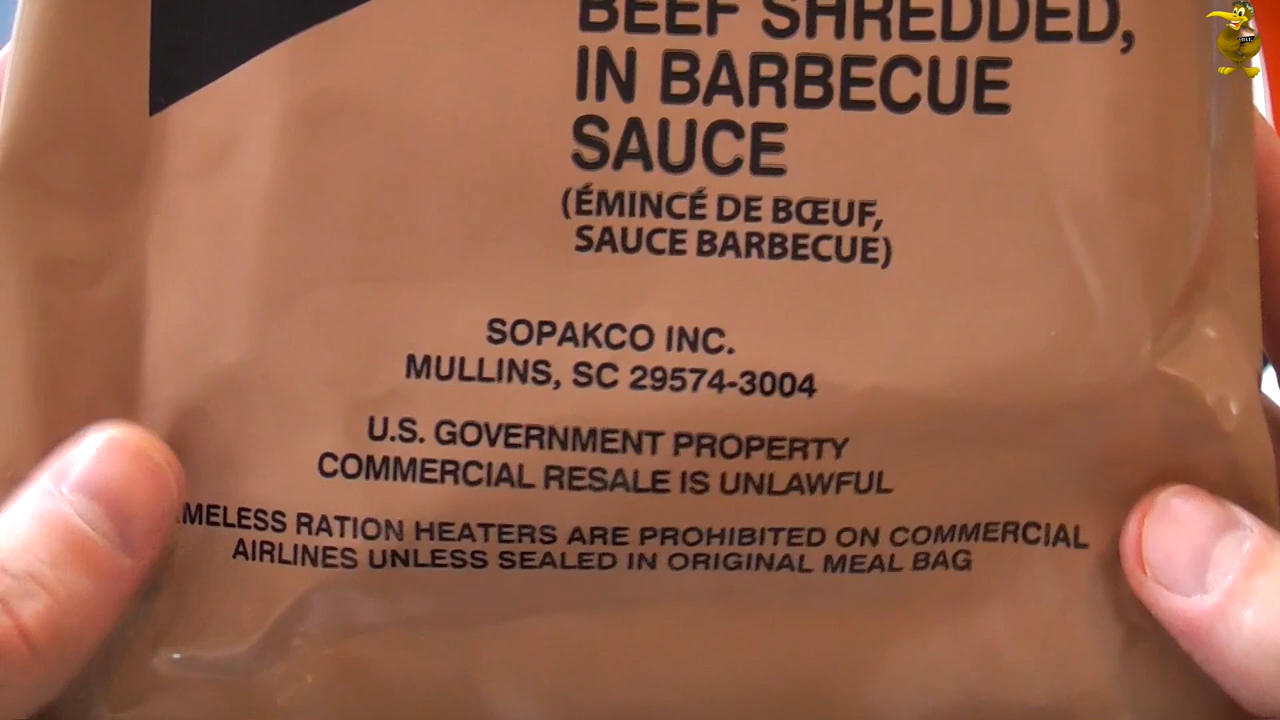 BEEF SHREDDED,
IN BARBECUE
SAUCE
(ÉMINCÉ DE BŒUF,
SAUCE BARBECUE)
SOPAKCO INC.
MULLINS, SC 29574-3004
U.S. GOVERNMENT PROPERTY
COMMERCIAL RESALE IS UNLAWFUL
MELESS RATION HEATERS ARE PROHIBITED ON COMMERCIAL
AIRLINES UNLESS SEALED IN ORIGINAL MEAL BAG